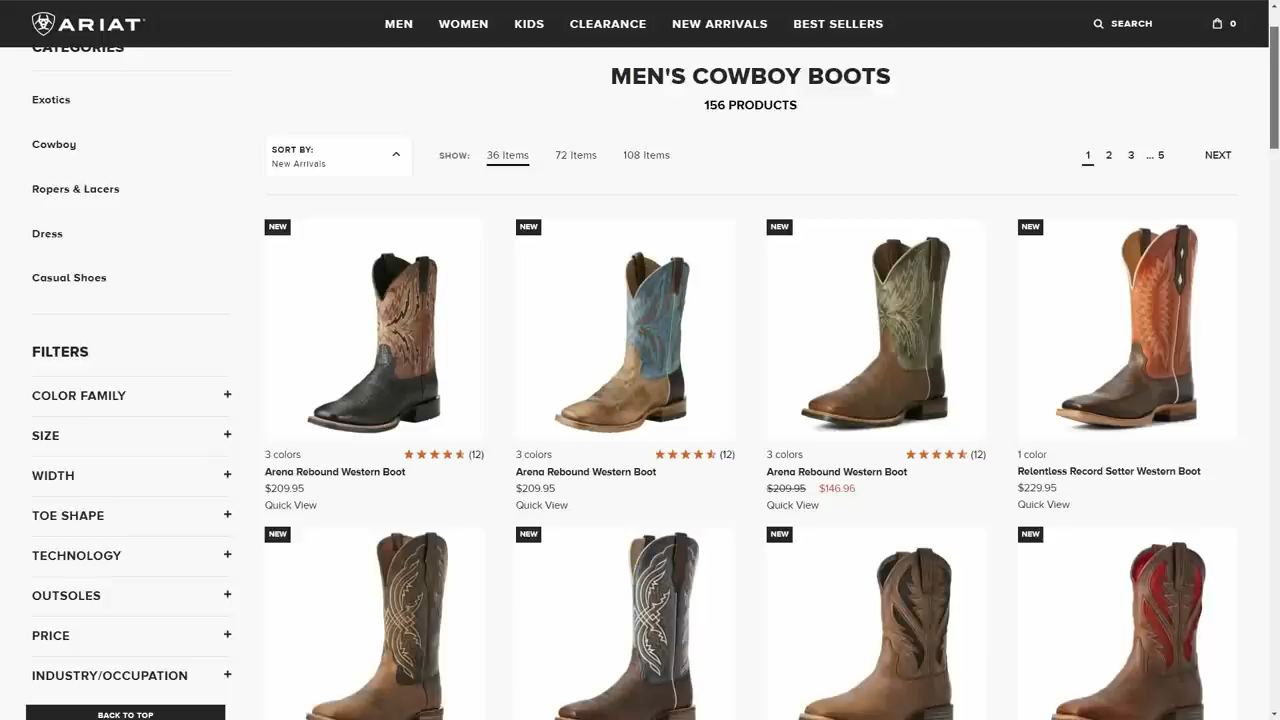 ARIAT
MEN
WOMEN
KIDS
CLEARANCE
NEW ARRIVALS
BEST SELLERS
SEARCH
0
CATEGORIES
Exotics
Cowboy
Ropers & Lacers
Dress
Casual Shoes
FILTERS
COLOR FAMILY +
SIZE +
WIDTH +
TOE SHAPE +
TECHNOLOGY +
OUTSOLES +
PRICE +
INDUSTRY/OCCUPATION +
BACK TO TOP
MEN'S COWBOY BOOTS
156 PRODUCTS
SORT BY:
New Arrivals
SHOW: 36 Items 72 Items 108 Items
1 2 3 ... 5 NEXT
NEW
3 colors (12)
Arena Rebound Western Boot
$209.95
Quick View
NEW
3 colors (12)
Arena Rebound Western Boot
$209.95
Quick View
NEW
3 colors (12)
Arena Rebound Western Boot
$209.95 $146.96
Quick View
NEW
1 color
Relentless Record Setter Western Boot
$229.95
Quick View
NEW
NEW
NEW
NEW